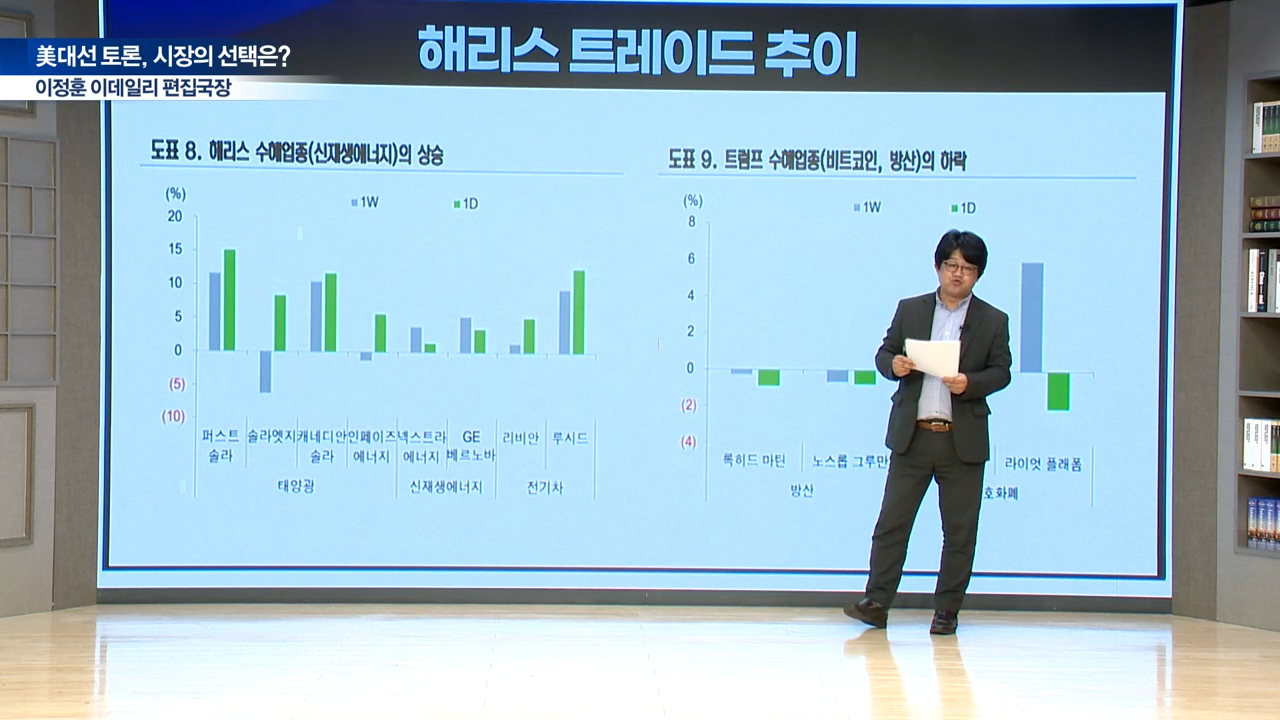 美대선 토론, 시장의 선택은?
이정훈 이데일리 편집국장
해리스 트레이드 추이
도표 8. 해리스 수혜업종(신재생에너지)의 상승
(%)
1W 1D
20
15
10
5
0
(5)
(10)
퍼스트 솔라엣지 캐네디안 인페이즈 넥스트라 GE 리비안 루시드
솔라 솔라 에너지 에너지 베르노바
태양광 신재생에너지 전기차
도표 9. 트럼프 수혜업종(비트코인, 방산)의 하락
(%)
1W 1D
8
6
4
2
0
(2)
(4)
록히드 마틴 노스롭 그루만 라이엇 플래폼
방산 호화폐